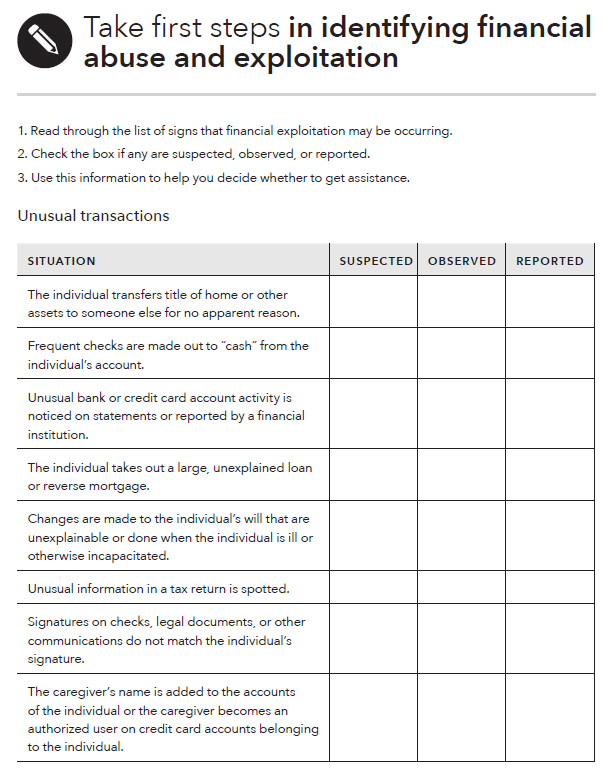 Take first steps in identifying financial
abuse and exploitation
1. Read through the list of signs that financial exploitation may be occurring.
2. Check the box if any are suspected, observed, or reported.
3. Use this information to help you decide whether to get assistance.
Unusual transactions
SITUATION SUSPECTED OBSERVED REPORTED
The individual transfers title of home or other
assets to someone else for no apparent reason.
Frequent checks are made out to “cash” from the
individual’s account.
Unusual bank or credit card account activity is
noticed on statements or reported by a financial
institution.
The individual takes out a large, unexplained loan
or reverse mortgage.
Changes are made to the individual’s will that are
unexplainable or done when the individual is ill or
otherwise incapacitated.
Unusual information in a tax return is spotted.
Signatures on checks, legal documents, or other
communications do not match the individual’s
signature.
The caregiver’s name is added to the accounts
of the individual or the caregiver becomes an
authorized user on credit card accounts belonging
to the individual.